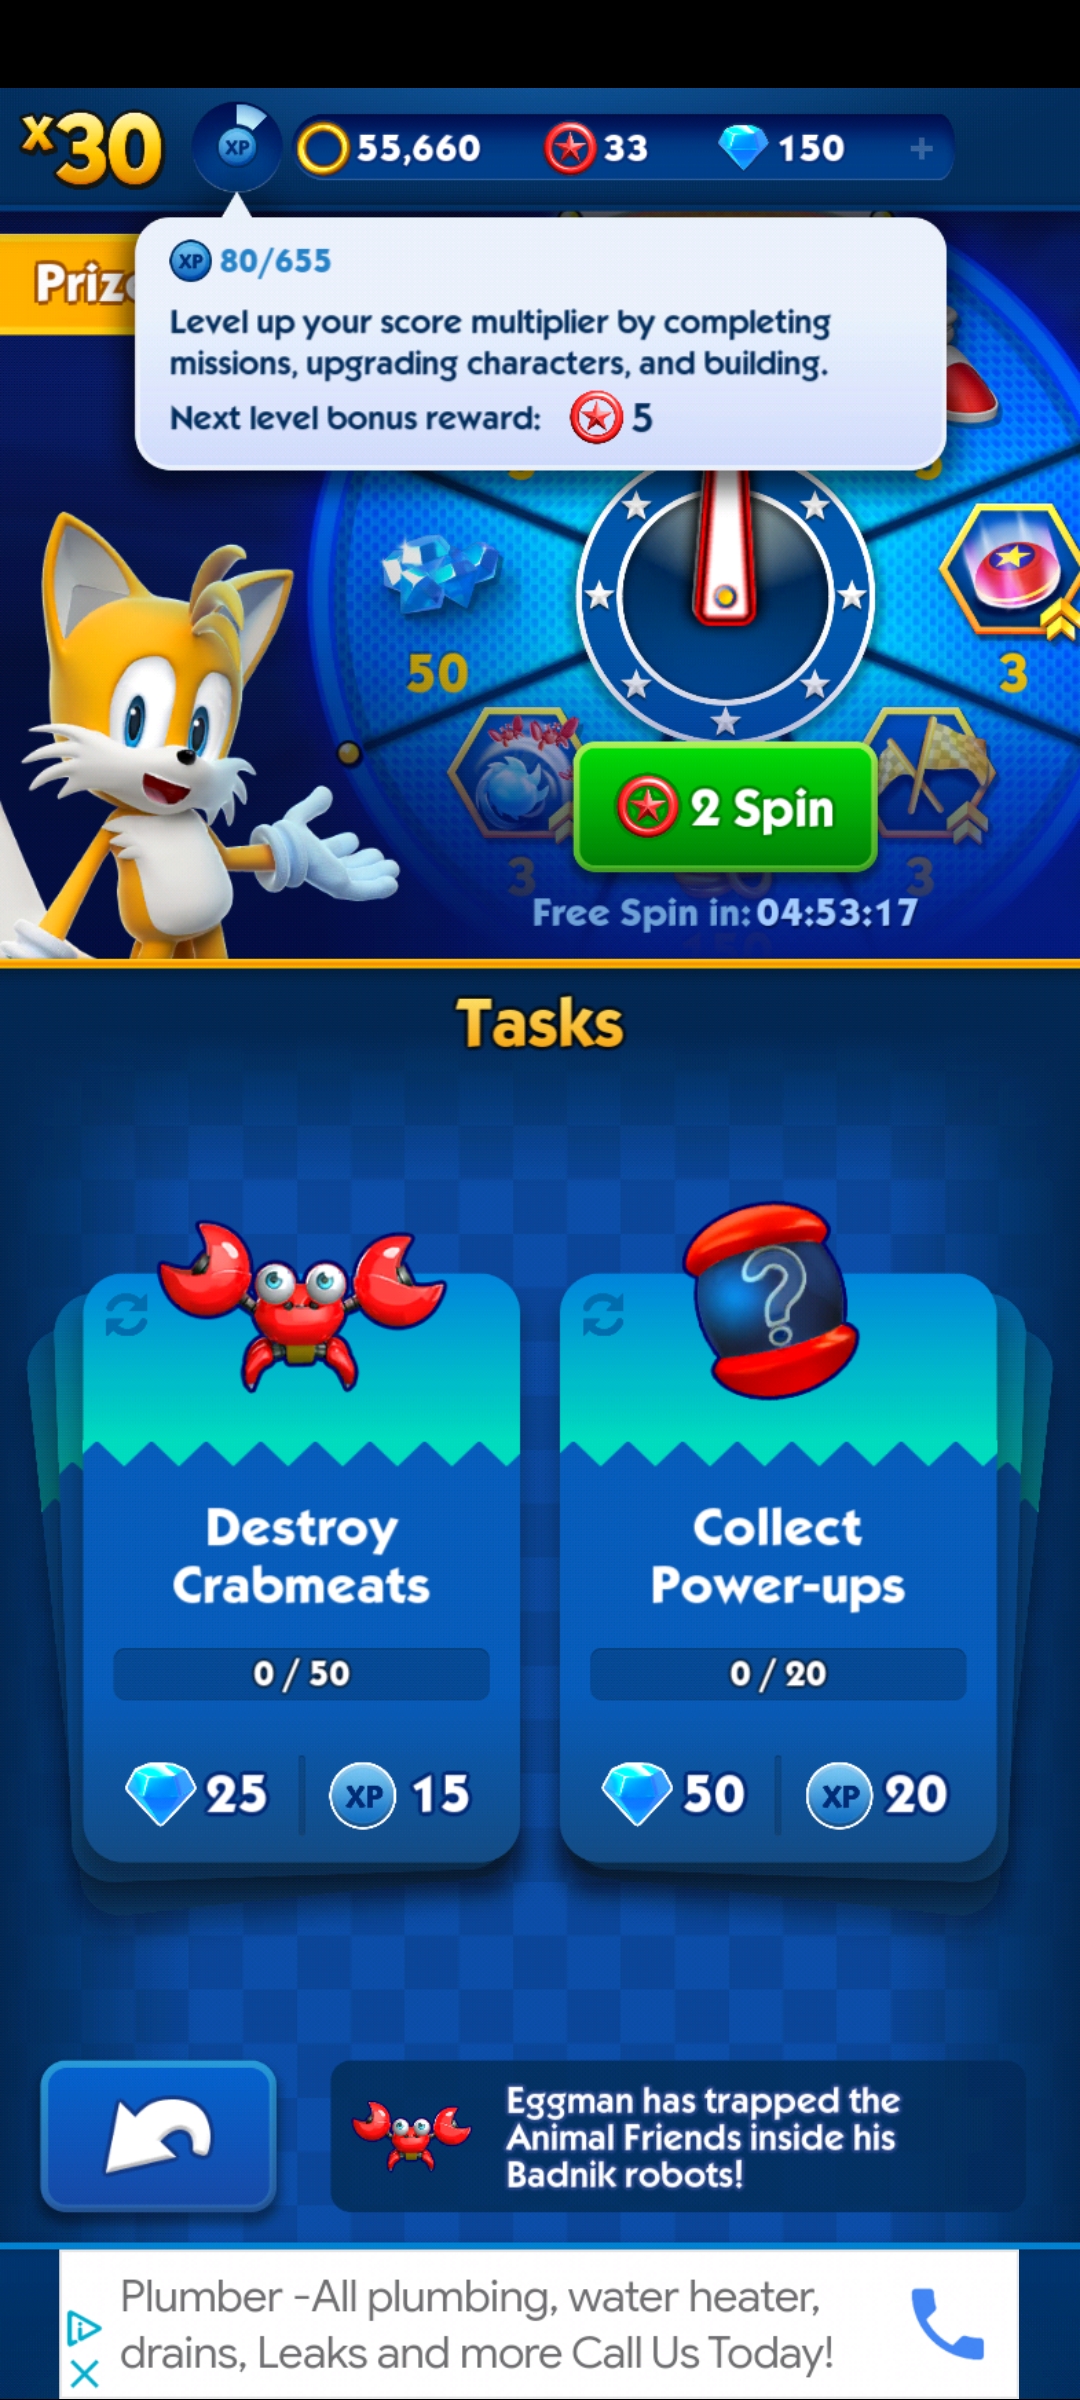 x30
XP
55,660
33
150
+
XP 80/655
Level up your score multiplier by completing
missions, upgrading characters, and building.
Next level bonus reward: 5
50
3
2 Spin
3
3
Free Spin in: 04:53:17
Tasks
?
Destroy
Crabmeats
0 / 50
25
XP 15
Collect
Power-ups
0 / 20
50
XP 20
Eggman has trapped the
Animal Friends inside his
Badnik robots!
Plumber -All plumbing, water heater,
drains, Leaks and more Call Us Today!